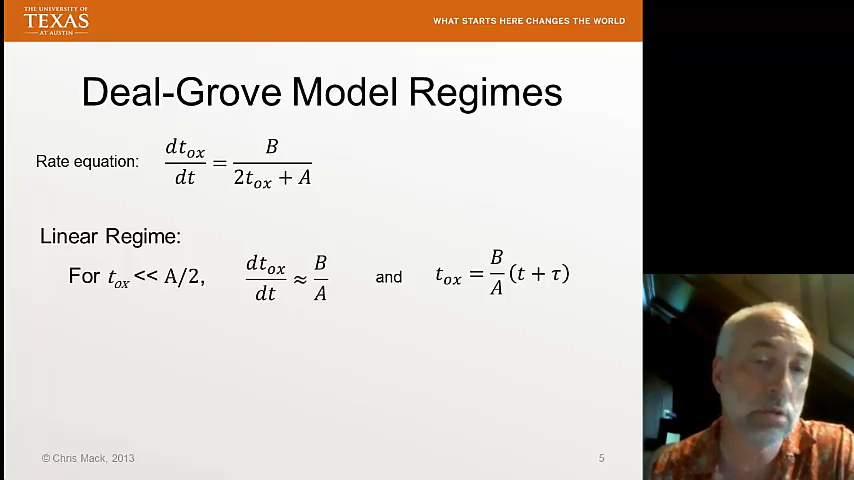 THE UNIVERSITY OF
TEXAS
AT AUSTIN
WHAT STARTS HERE CHANGES THE WORLD
Deal-Grove Model Regimes
Rate equation: dt_ox/dt = B/(2t_ox + A)
Linear Regime:
For t_ox << A/2, dt_ox/dt ≈ B/A and t_ox = B/A (t + τ)
© Chris Mack, 2013
5